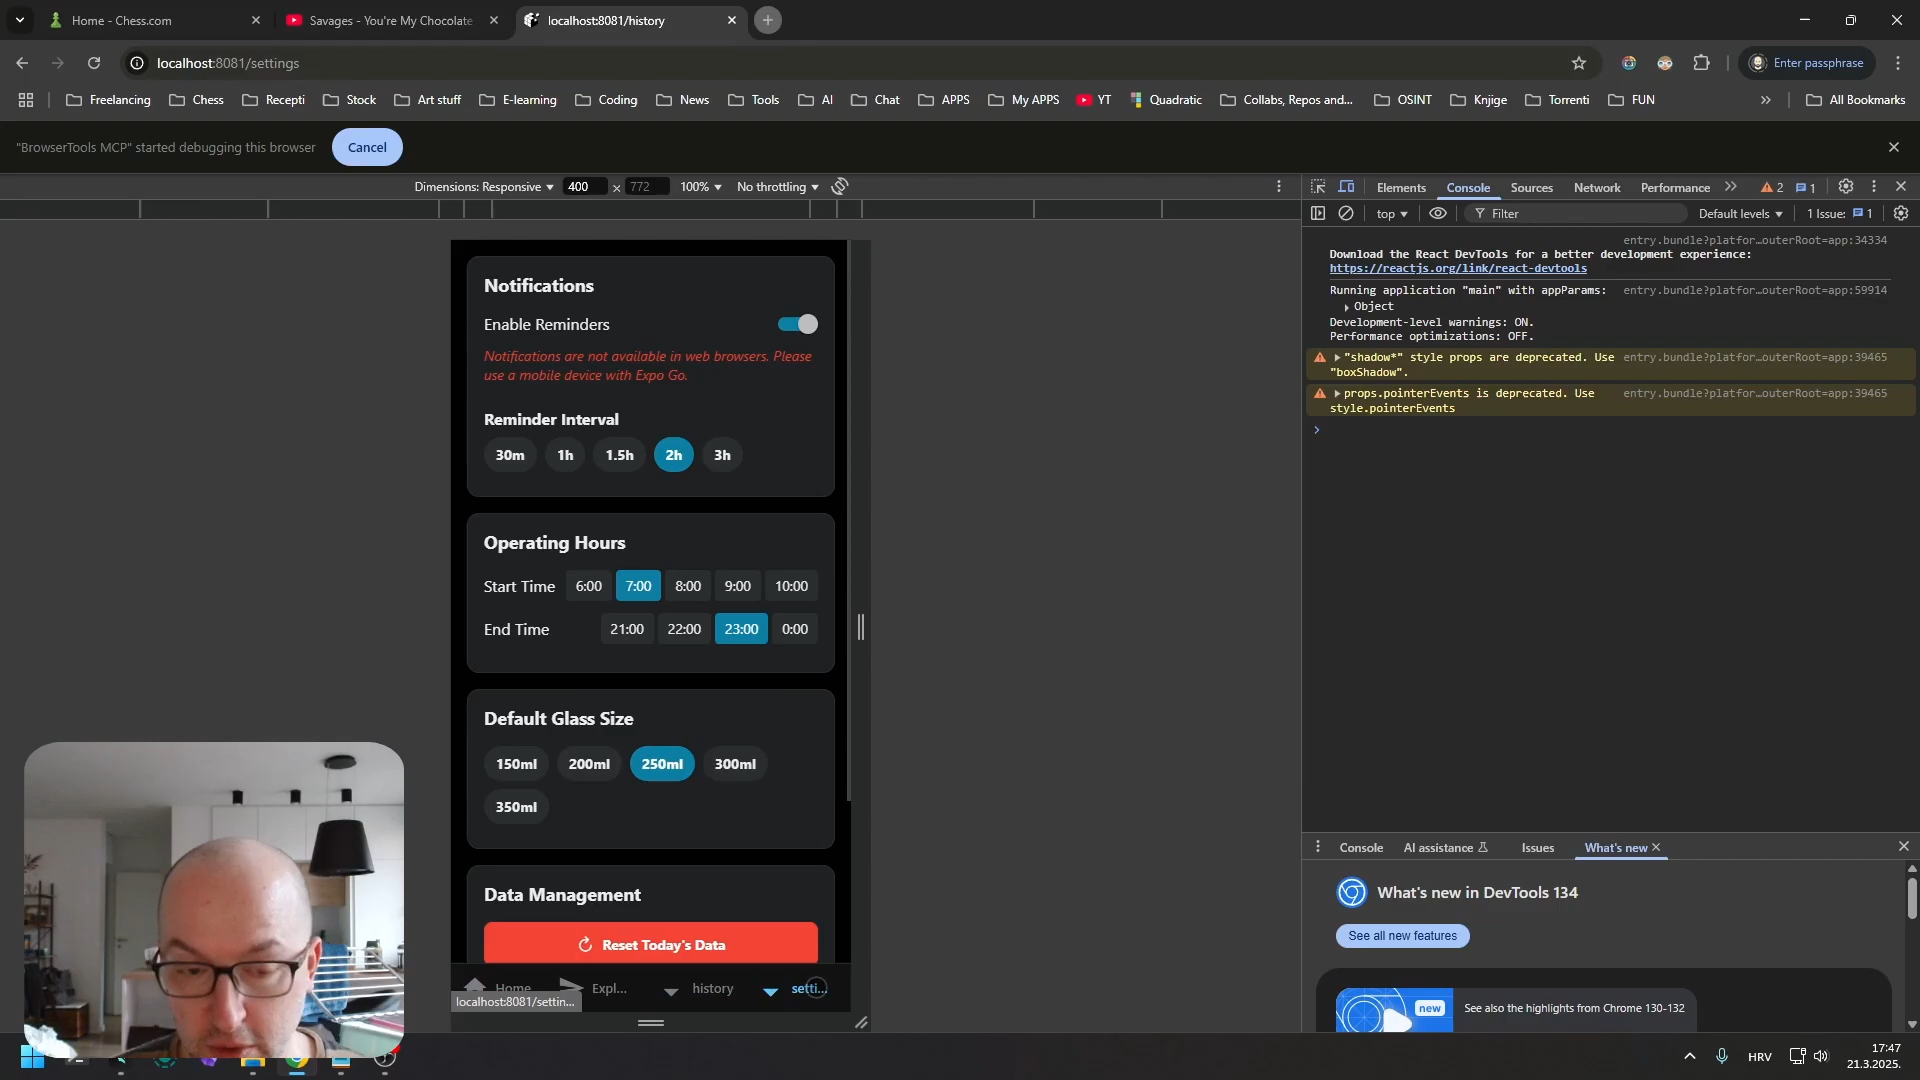 Home - Chess.com
Savages - You're My Chocolate
localhost:8081/history
localhost:8081/settings
Enter passphrase
Freelancing
Chess
Recepti
Stock
Art stuff
E-learning
Coding
News
Tools
AI
Chat
APPS
My APPS
YT
Quadratic
Collabs, Repos and...
OSINT
Knjige
Torrenti
FUN
All Bookmarks
"BrowserTools MCP" started debugging this browser
Cancel
Dimensions: Responsive
400
×
772
100%
No throttling
Elements
Console
Sources
Network
Performance
2
1
top
Filter
Default levels
1 Issue:
1
entry.bundle?platfor…outerRoot=app:34334
Download the React DevTools for a better development experience:
https://reactjs.org/link/react-devtools
Running application "main" with appParams:
entry.bundle?platfor…outerRoot=app:59914
Object
Development-level warnings: ON.
Performance optimizations: OFF.
"shadow*" style props are deprecated. Use
entry.bundle?platfor…outerRoot=app:39465
"boxShadow".
props.pointerEvents is deprecated. Use
entry.bundle?platfor…outerRoot=app:39465
style.pointerEvents
Notifications
Enable Reminders
Notifications are not available in web browsers. Please
use a mobile device with Expo Go.
Reminder Interval
30m
1h
1.5h
2h
3h
Operating Hours
Start Time
6:00
7:00
8:00
9:00
10:00
End Time
21:00
22:00
23:00
0:00
Default Glass Size
150ml
200ml
250ml
300ml
350ml
Data Management
Reset Today's Data
Home
Expl...
history
setti...
localhost:8081/settin...
Console
AI assistance
Issues
What's new
What's new in DevTools 134
See all new features
new
See also the highlights from Chrome 130-132
HRV
17:47
21.3.2025.